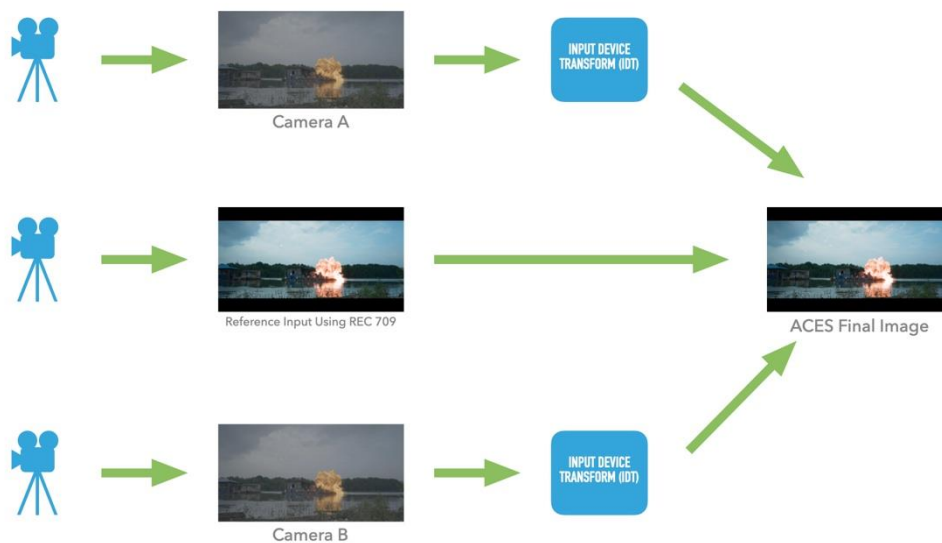 INPUT DEVICE
TRANSFORM (IDT)
Camera A
Reference Input Using REC 709
ACES Final Image
INPUT DEVICE
TRANSFORM (IDT)
Camera B